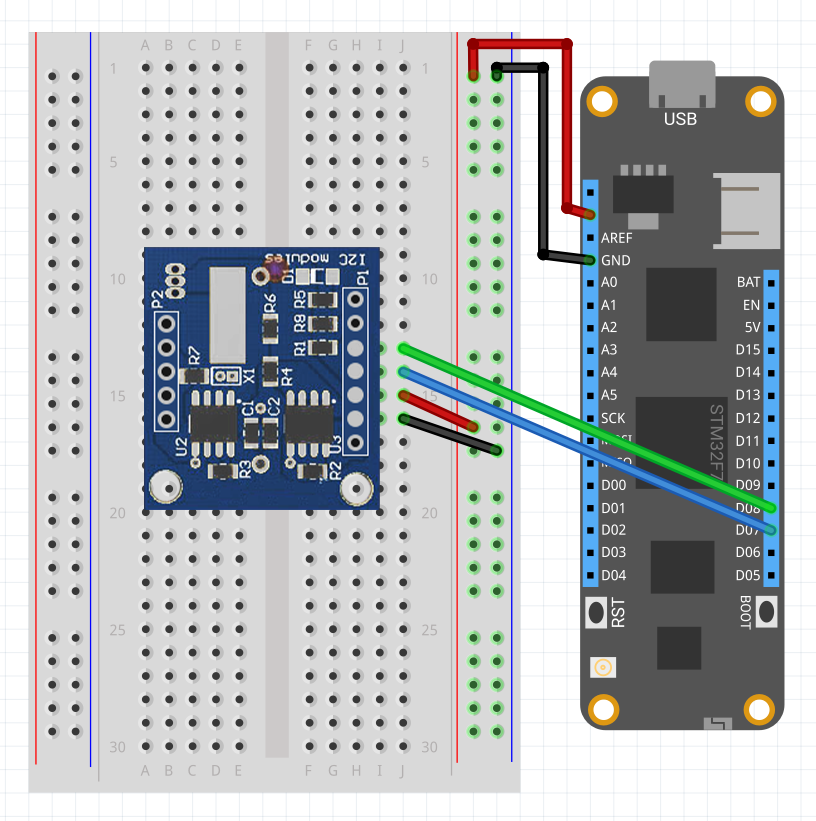 A B C D E F G H I J
1 1
5 5
10 10
15 15
20 20
25 25
30 30
A B C D E F G H I J
I2C modules
D1
P1
P2
R5
R6
R8
R1
R7
X1
R4
C1
C2
U2
U3
R3
R2
USB
AREF
GND
A0
A1
A2
A3
A4
A5
SCK
D00
D01
D02
D03
D04
BAT
EN
5V
D15
D14
D13
D12
D11
D10
D09
D08
D07
D06
D05
STM32F7
RST
BOOT